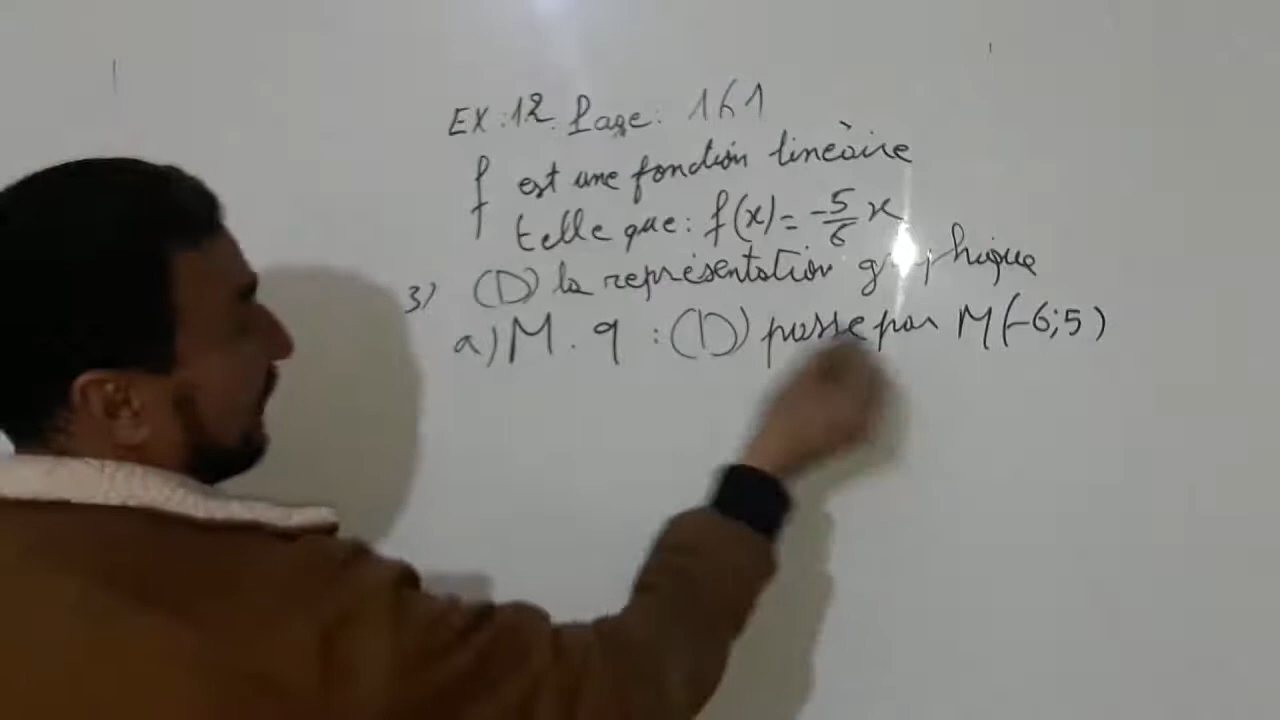 EX: 12. Page: 161
f est une fonction linéaire
telle que: f(x) = -5/6 x
3) (D) la représentation graphique
a) M. q : (D) passe par M(-6;5)